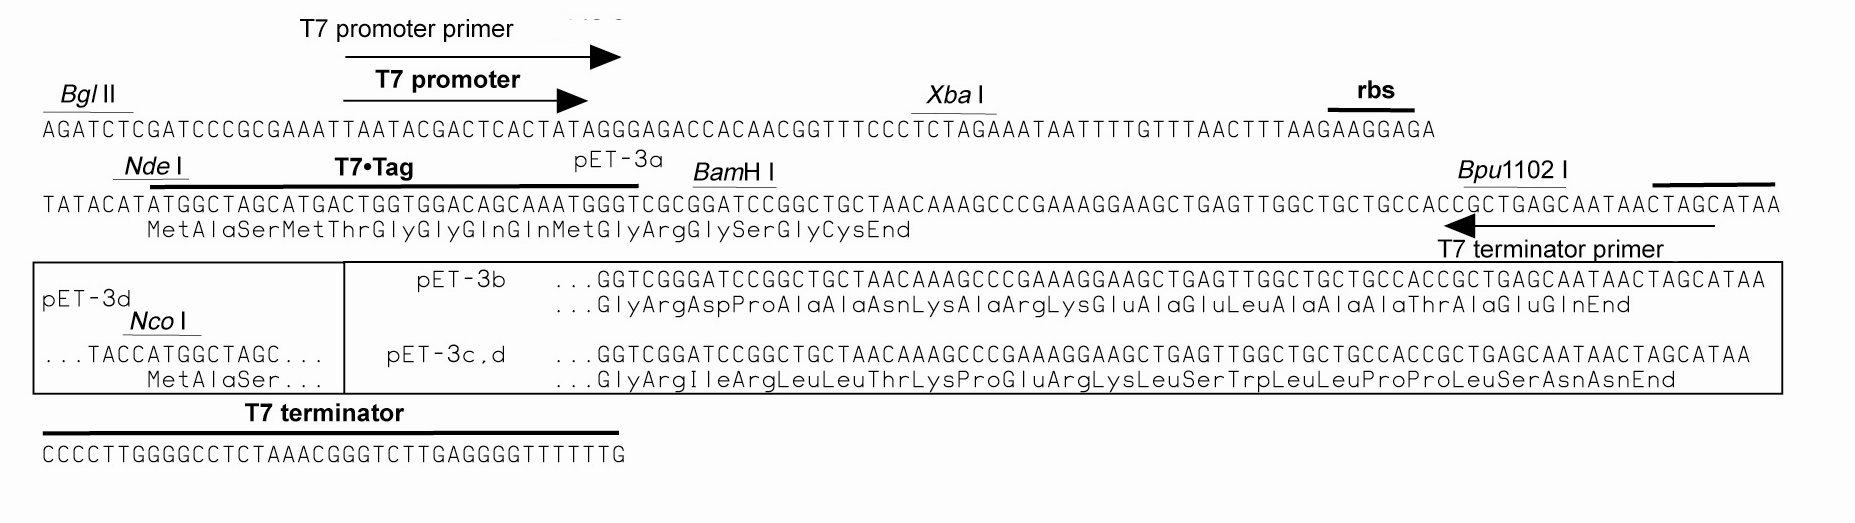 T7 promoter primer
T7 promoter
Bgl II
Xba I
rbs
AGATCTCGATCCCGCGAAATTAATACGACTCACTATAGGGAGACCACAACGGTTTCCCTCTAGAAATAATTTTGTTTAACTTTAAGAAGGAGA
Nde I
T7•Tag
pET-3a
BamH I
Bpu1102 I
TATACATATGGCTAGCATGACTGGTGGACAGCAAATGGGTCGCGGATCCGGCTGCTAACAAAGCCCGAAAGGAAGCTGAGTTGGCTGCTGCCACCGCTGAGCAATAACTAGCATAA
MetAlaSerMetThrGlyGlyGlnGlnMetGlyArgGlySerGlyCysEnd
T7 terminator primer
pET-3b ...GGTCGGGATCCGGCTGCTAACAAAGCCCGAAAGGAAGCTGAGTTGGCTGCTGCCACCGCTGAGCAATAACTAGCATAA
...GlyArgAspProAlaAlaAsnLysAlaArgLysGluAlaGluLeuAlaAlaAlaThrAlaGluGlnEnd
pET-3d
Nco I
...TACCATGGCTAGC...
MetAlaSer...
pET-3c,d ...GGTCGGATCCGGCTGCTAACAAAGCCCGAAAGGAAGCTGAGTTGGCTGCTGCCACCGCTGAGCAATAACTAGCATAA
...GlyArgIleArgLeuLeuThrLysProGluArgLysLeuSerTrpLeuLeuProProLeuSerAsnAsnEnd
T7 terminator
CCCCTTGGGGCCTCTAAACGGGTCTTGAGGGGTTTTTTG